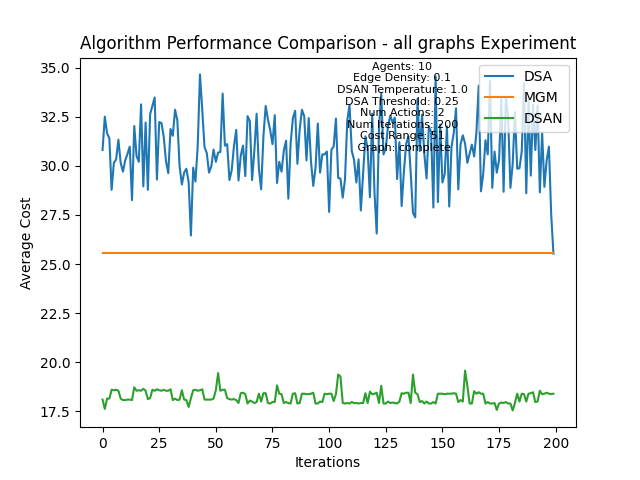 Algorithm Performance Comparison - all graphs Experiment
Agents: 10
Edge Density: 0.1
DSAN Temperature: 1.0
DSA Threshold: 0.25
Num Actions: 2
Num Iterations: 200
Cost Range: 51
Graph: complete
DSA
MGM
DSAN
Average Cost
35.0
32.5
30.0
27.5
25.0
22.5
20.0
17.5
0 25 50 75 100 125 150 175 200
Iterations